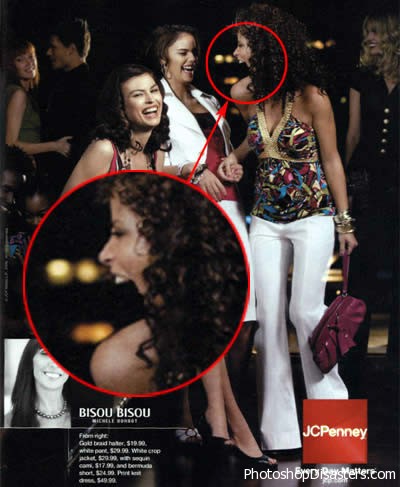 BISOU BISOU
MICHELE BOHBOT
From right:
Gold braid halter, $19.99,
white pant, $29.99. White crop
jacket, $29.99, with sequin
cami, $17.99, and bermuda
short, $24.99. Print knit
dress, $49.99.
JCPenney
Every Day Matters
PhotoshopDisasters.com